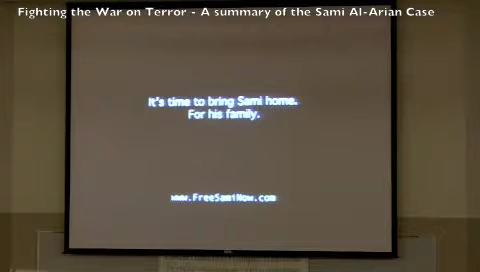 Fighting the War on Terror - A summary of the Sami Al-Arian Case
It's time to bring Sami home.
For his family.
www.FreeSamiNow.com